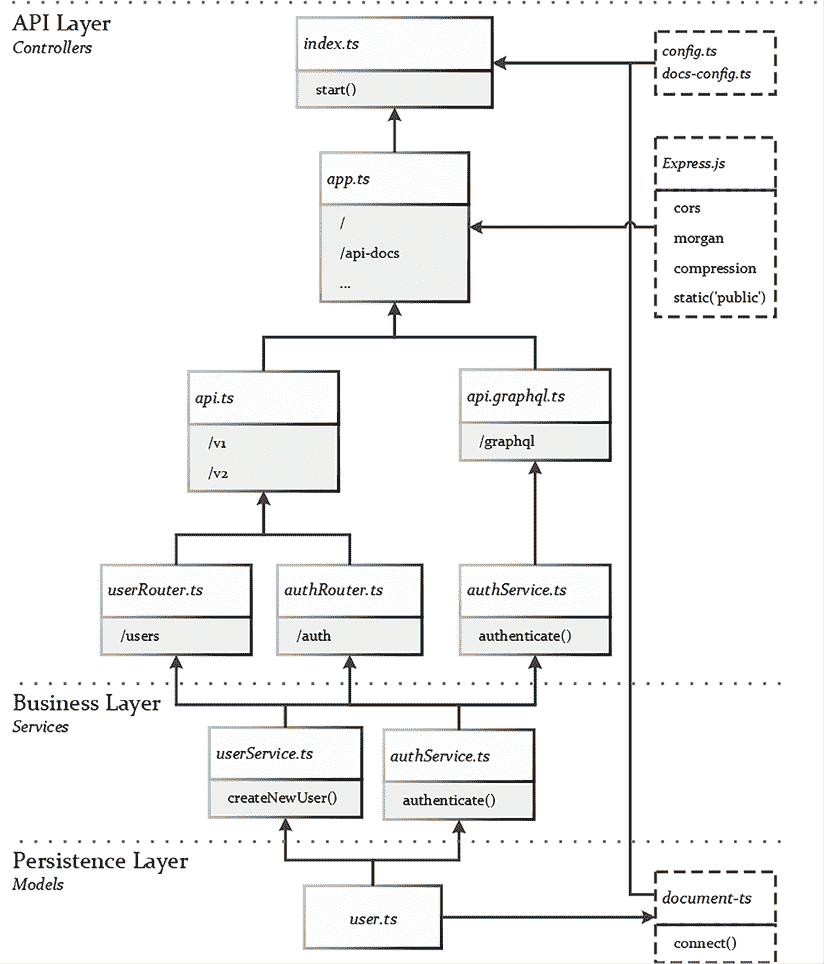 API Layer
Controllers
index.ts
start()
config.ts
docs-config.ts
app.ts
/
/api-docs
...
Express.js
cors
morgan
compression
static('public')
api.ts
/v1
/v2
api.graphql.ts
/graphql
userRouter.ts
/users
authRouter.ts
/auth
authService.ts
authenticate()
Business Layer
Services
userService.ts
createNewUser()
authService.ts
authenticate()
Persistence Layer
Models
user.ts
document-ts
connect()